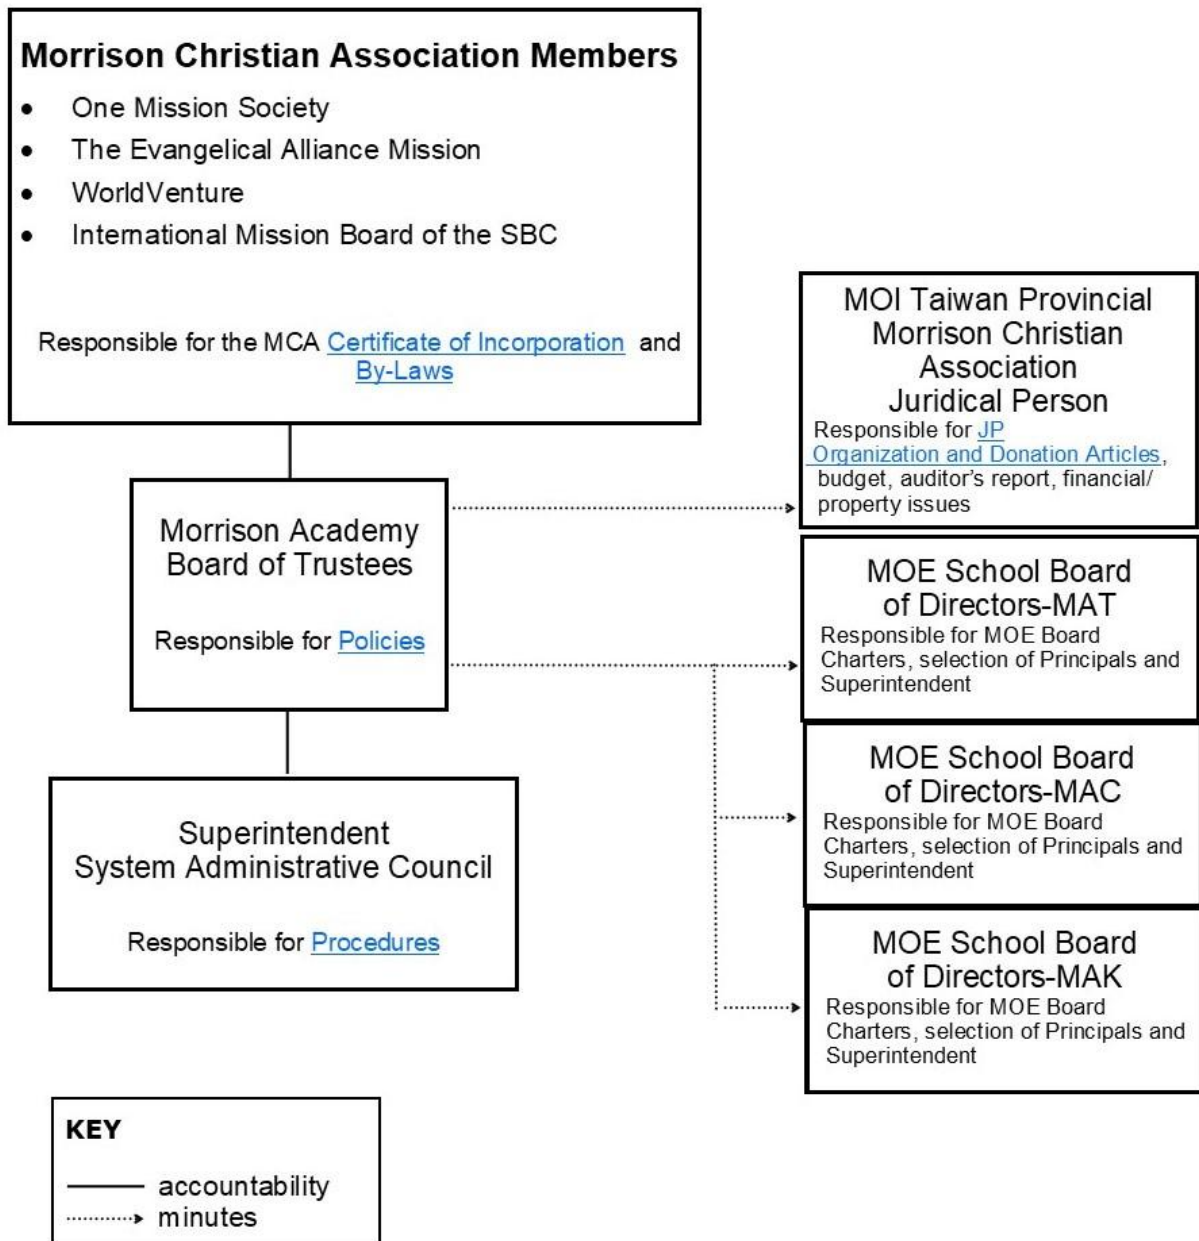 Morrison Christian Association Members
• One Mission Society
• The Evangelical Alliance Mission
• WorldVenture
• International Mission Board of the SBC
Responsible for the MCA Certificate of Incorporation and
By-Laws
MOI Taiwan Provincial
Morrison Christian
Association
Juridical Person
Responsible for JP
Organization and Donation Articles,
budget, auditor’s report, financial/
property issues
Morrison Academy
Board of Trustees
Responsible for Policies
MOE School Board
of Directors-MAT
Responsible for MOE Board
Charters, selection of Principals and
Superintendent
MOE School Board
of Directors-MAC
Responsible for MOE Board
Charters, selection of Principals and
Superintendent
Superintendent
System Administrative Council
Responsible for Procedures
MOE School Board
of Directors-MAK
Responsible for MOE Board
Charters, selection of Principals and
Superintendent
KEY
accountability
minutes